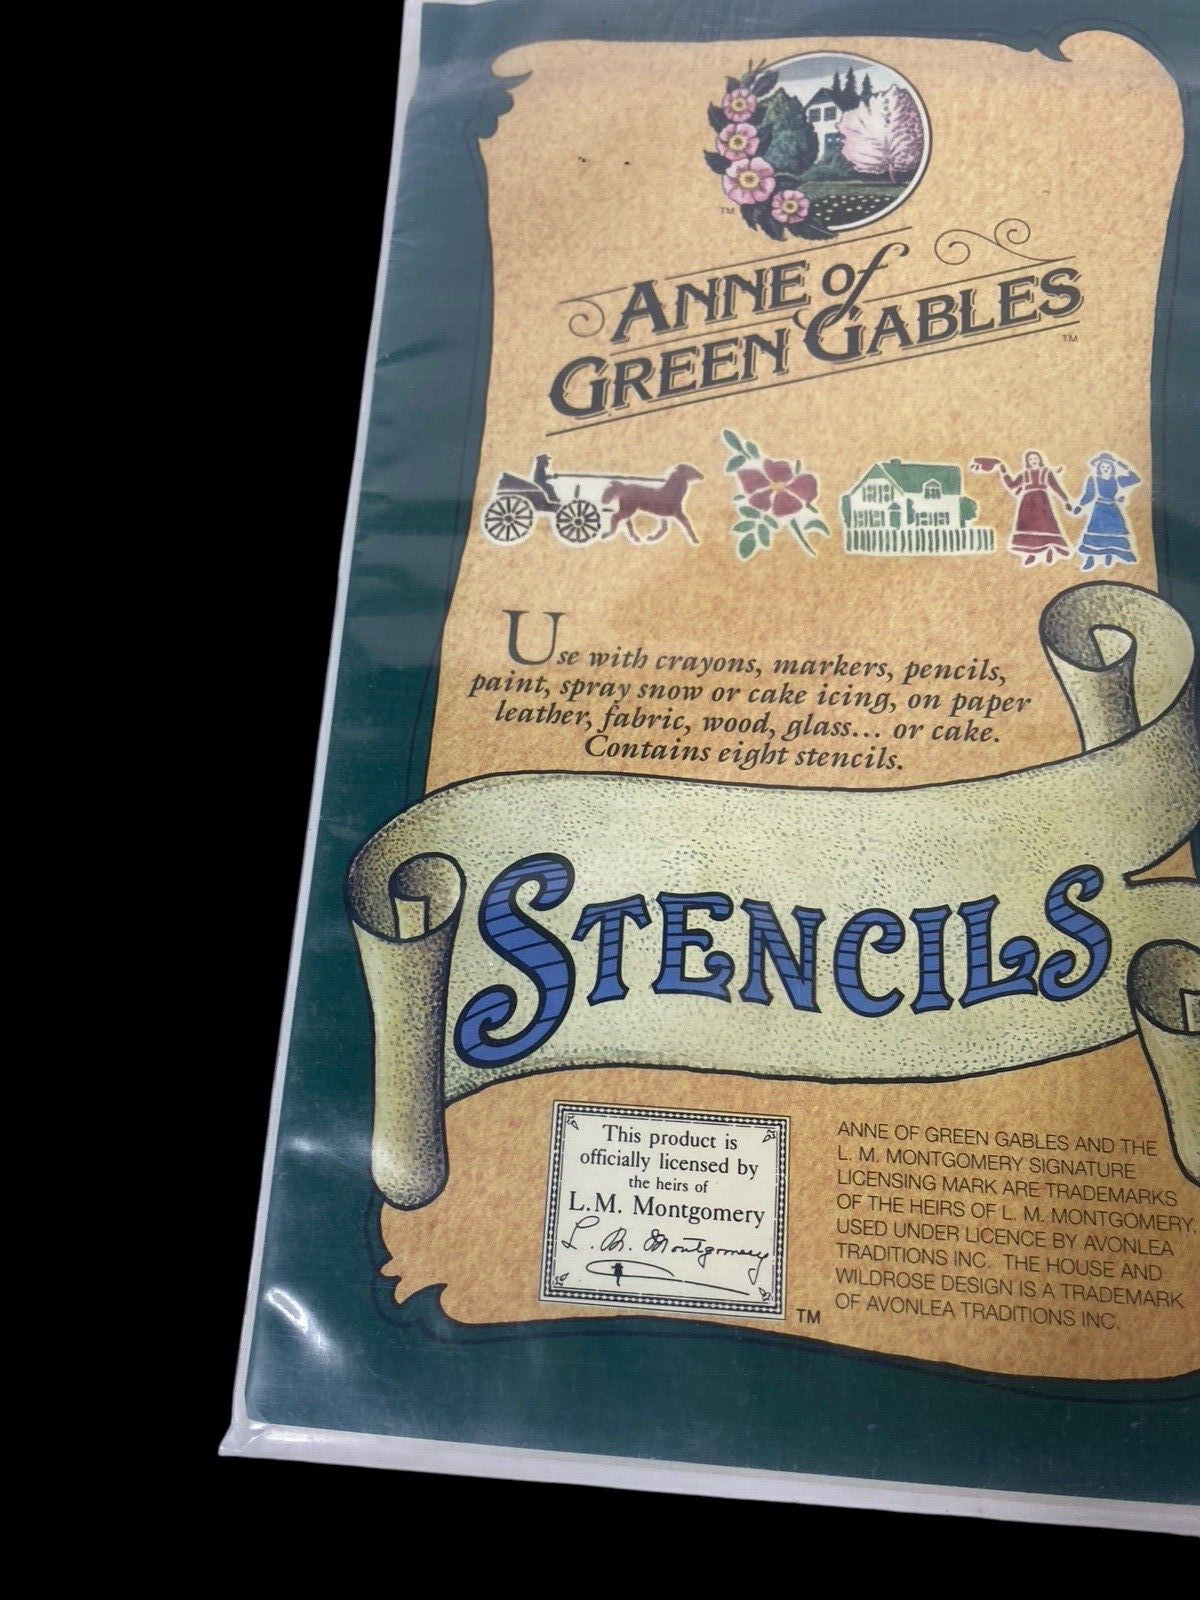 TM
ANNE of
GREEN GABLES
TM
Use with crayons, markers, pencils,
paint, spray snow or cake icing, on paper
leather, fabric, wood, glass... or cake.
Contains eight stencils.
STENCILS
This product is
officially licensed by
the heirs of
L.M. Montgomery
L. M. Montgomery
TM
ANNE OF GREEN GABLES AND THE
L. M. MONTGOMERY SIGNATURE
LICENSING MARK ARE TRADEMARKS
OF THE HEIRS OF L. M. MONTGOMERY,
USED UNDER LICENCE BY AVONLEA
TRADITIONS INC. THE HOUSE AND
WILDROSE DESIGN IS A TRADEMARK
OF AVONLEA TRADITIONS INC.